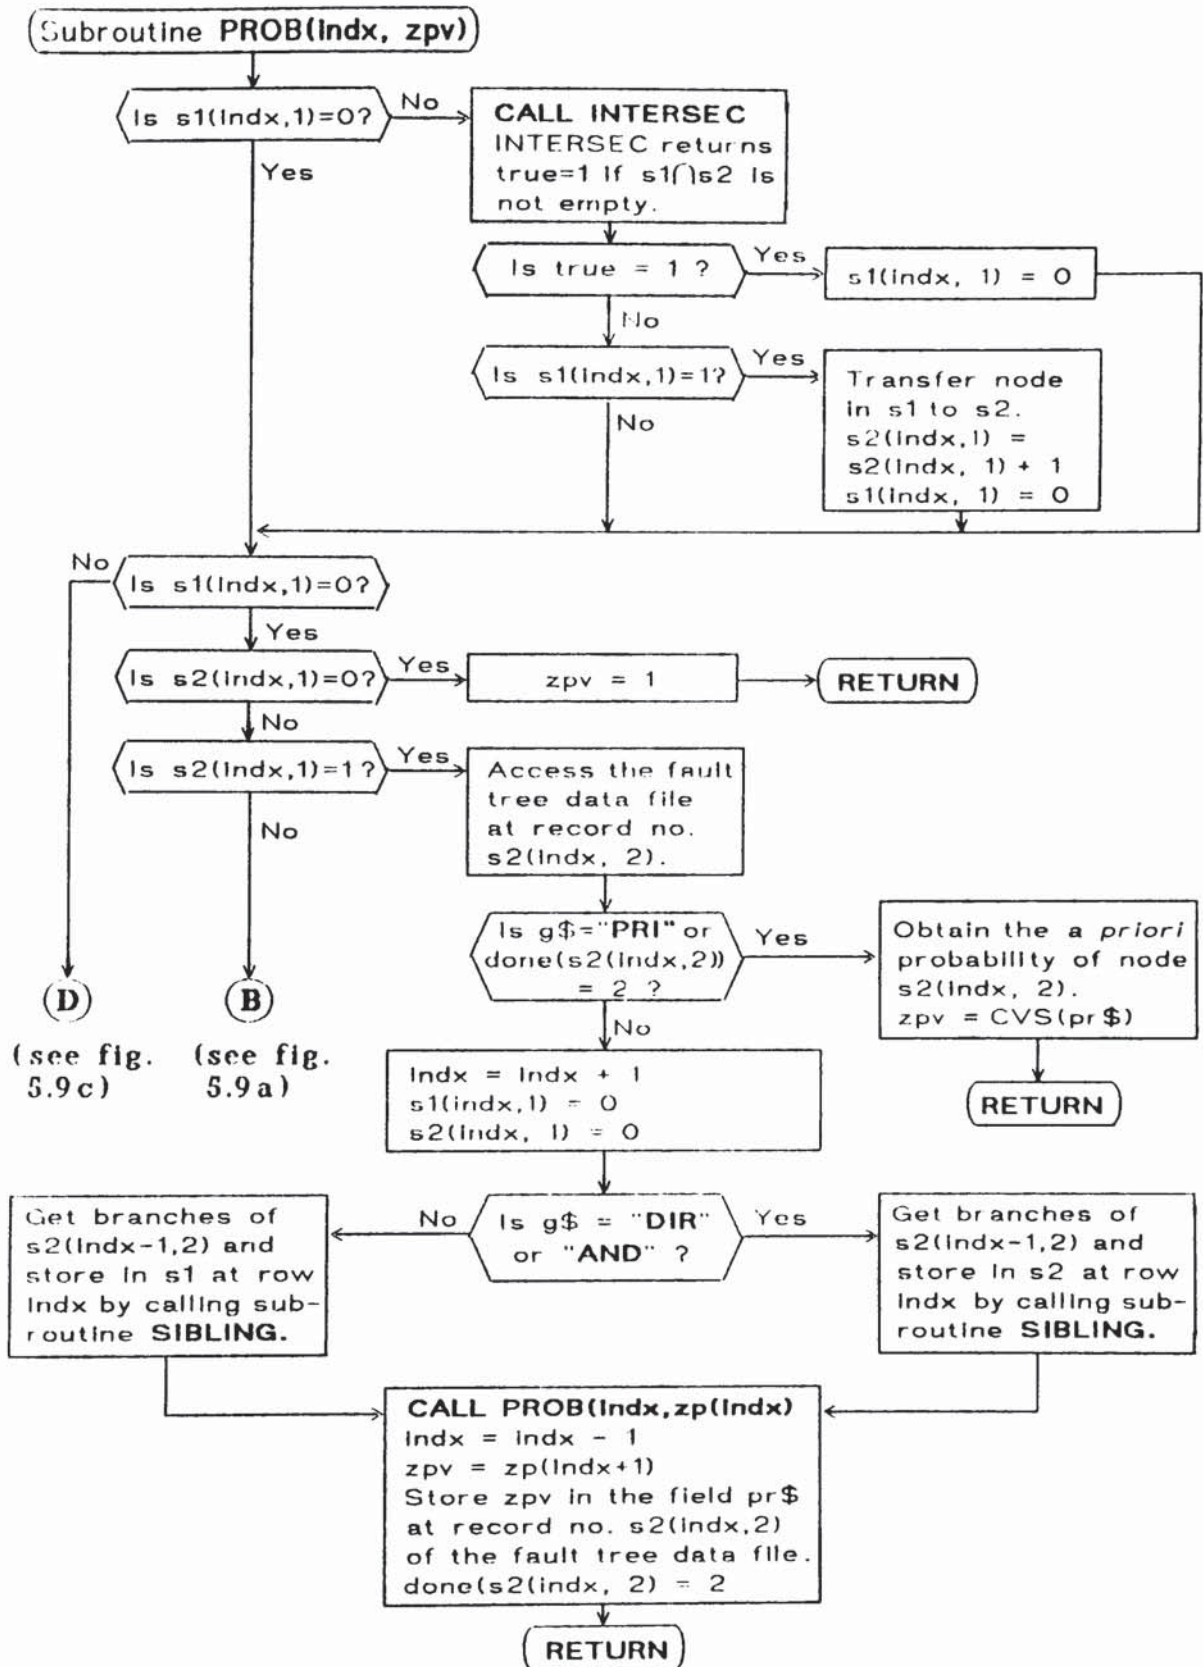 Subroutine PROB(indx, zpv)
Is s1(indx,1)=0?
No
Yes
CALL INTERSEC
INTERSEC returns
true=1 if s1∩s2 is
not empty.
Is true = 1 ?
Yes
s1(indx, 1) = 0
No
Is s1(indx,1)=1?
Yes
Transfer node
in s1 to s2.
s2(indx,1) =
s2(indx, 1) + 1
s1(indx, 1) = 0
No
No
Is s1(indx,1)=0?
Yes
Is s2(indx,1)=0?
Yes
zpv = 1
RETURN
No
Is s2(indx,1)=1?
Yes
Access the fault
tree data file
at record no.
s2(indx, 2).
No
Is g$="PRI" or
done(s2(indx,2))
= 2 ?
Yes
Obtain the a priori
probability of node
s2(indx, 2).
zpv = CVS(pr$)
RETURN
No
D
(see fig.
5.9c)
B
(see fig.
5.9a)
indx = indx + 1
s1(indx,1) = 0
s2(indx, 1) = 0
Is g$ = "DIR"
or "AND" ?
No
Yes
Get branches of
s2(indx-1,2) and
store in s1 at row
indx by calling sub-
routine SIBLING.
Get branches of
s2(indx-1,2) and
store in s2 at row
indx by calling sub-
routine SIBLING.
CALL PROB(indx,zp(indx)
indx = indx - 1
zpv = zp(indx+1)
Store zpv in the field pr$
at record no. s2(indx,2)
of the fault tree data file.
done(s2(indx, 2) = 2
RETURN